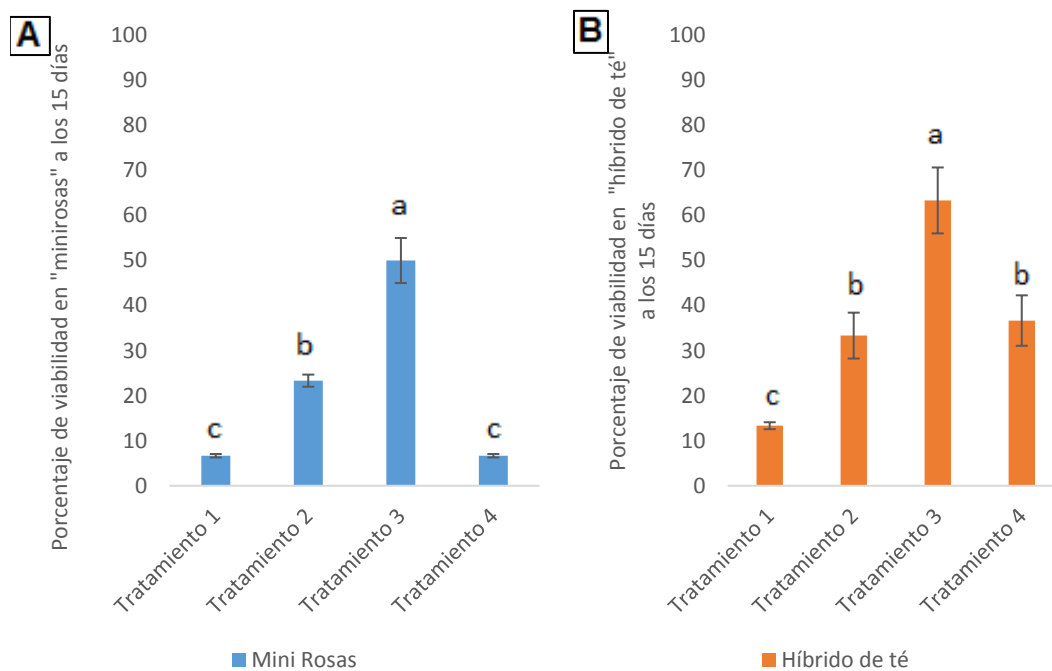 A
Porcentaje de viabilidad en "minirosas" a los 15 días
100
90
80
70
60
50
40
30
20
10
0
c
b
a
c
Tratamiento 1
Tratamiento 2
Tratamiento 3
Tratamiento 4
Mini Rosas
B
Porcentaje de viabilidad en "híbrido de té"
a los 15 días
100
90
80
70
60
50
40
30
20
10
0
c
b
a
b
Tratamiento 1
Tratamiento 2
Tratamiento 3
Tratamiento 4
Híbrido de té